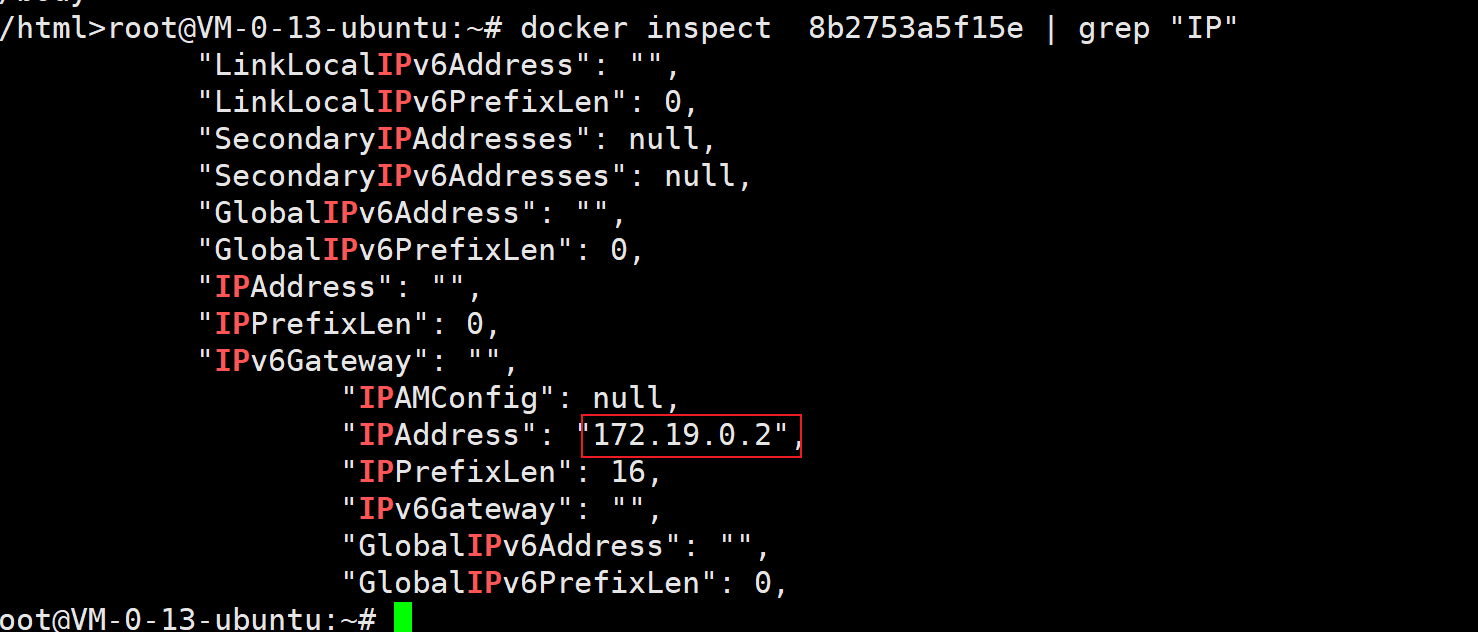 /body
/html>root@VM-0-13-ubuntu:~# docker inspect  8b2753a5f15e | grep "IP"
"LinkLocalIPv6Address": "",
"LinkLocalIPv6PrefixLen": 0,
"SecondaryIPAddresses": null,
"SecondaryIPv6Addresses": null,
"GlobalIPv6Address": "",
"GlobalIPv6PrefixLen": 0,
"IPAddress": "",
"IPPrefixLen": 0,
"IPv6Gateway": "",
"IPAMConfig": null,
"IPAddress": "172.19.0.2",
"IPPrefixLen": 16,
"IPv6Gateway": "",
"GlobalIPv6Address": "",
"GlobalIPv6PrefixLen": 0,
oot@VM-0-13-ubuntu:~#